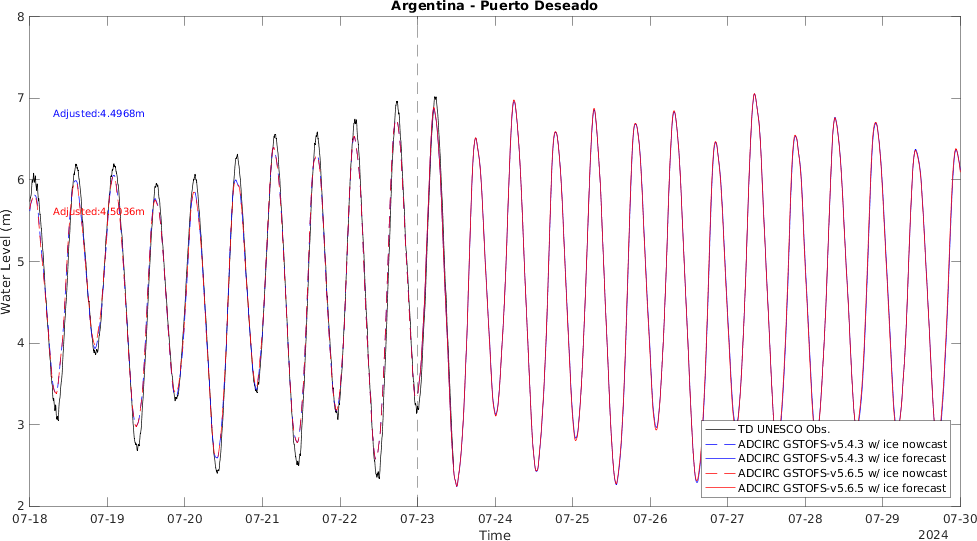 Argentina - Puerto Deseado
8
7
6
5
4
3
2
Water Level (m)
Adjusted:4.4968m
Adjusted:4.5036m
TD UNESCO Obs.
ADCIRC GSTOFS-v5.4.3 w/ ice nowcast
ADCIRC GSTOFS-v5.4.3 w/ ice forecast
ADCIRC GSTOFS-v5.6.5 w/ ice nowcast
ADCIRC GSTOFS-v5.6.5 w/ ice forecast
07-18 07-19 07-20 07-21 07-22 07-23 07-24 07-25 07-26 07-27 07-28 07-29 07-30
Time
2024